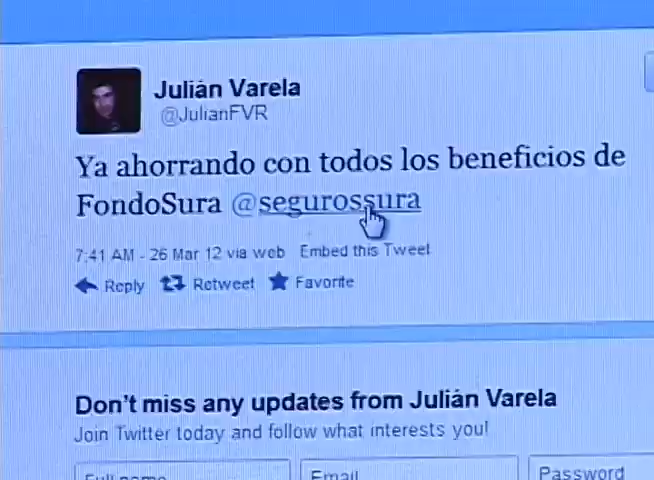 Julián Varela
@JulianFVR
Ya ahorrando con todos los beneficios de
FondoSura @segurossura
7:41 AM - 26 Mar 12 via web Embed this Tweet
Reply Retweet Favorite
Don't miss any updates from Julián Varela
Join Twitter today and follow what interests you!
Full name Email Password